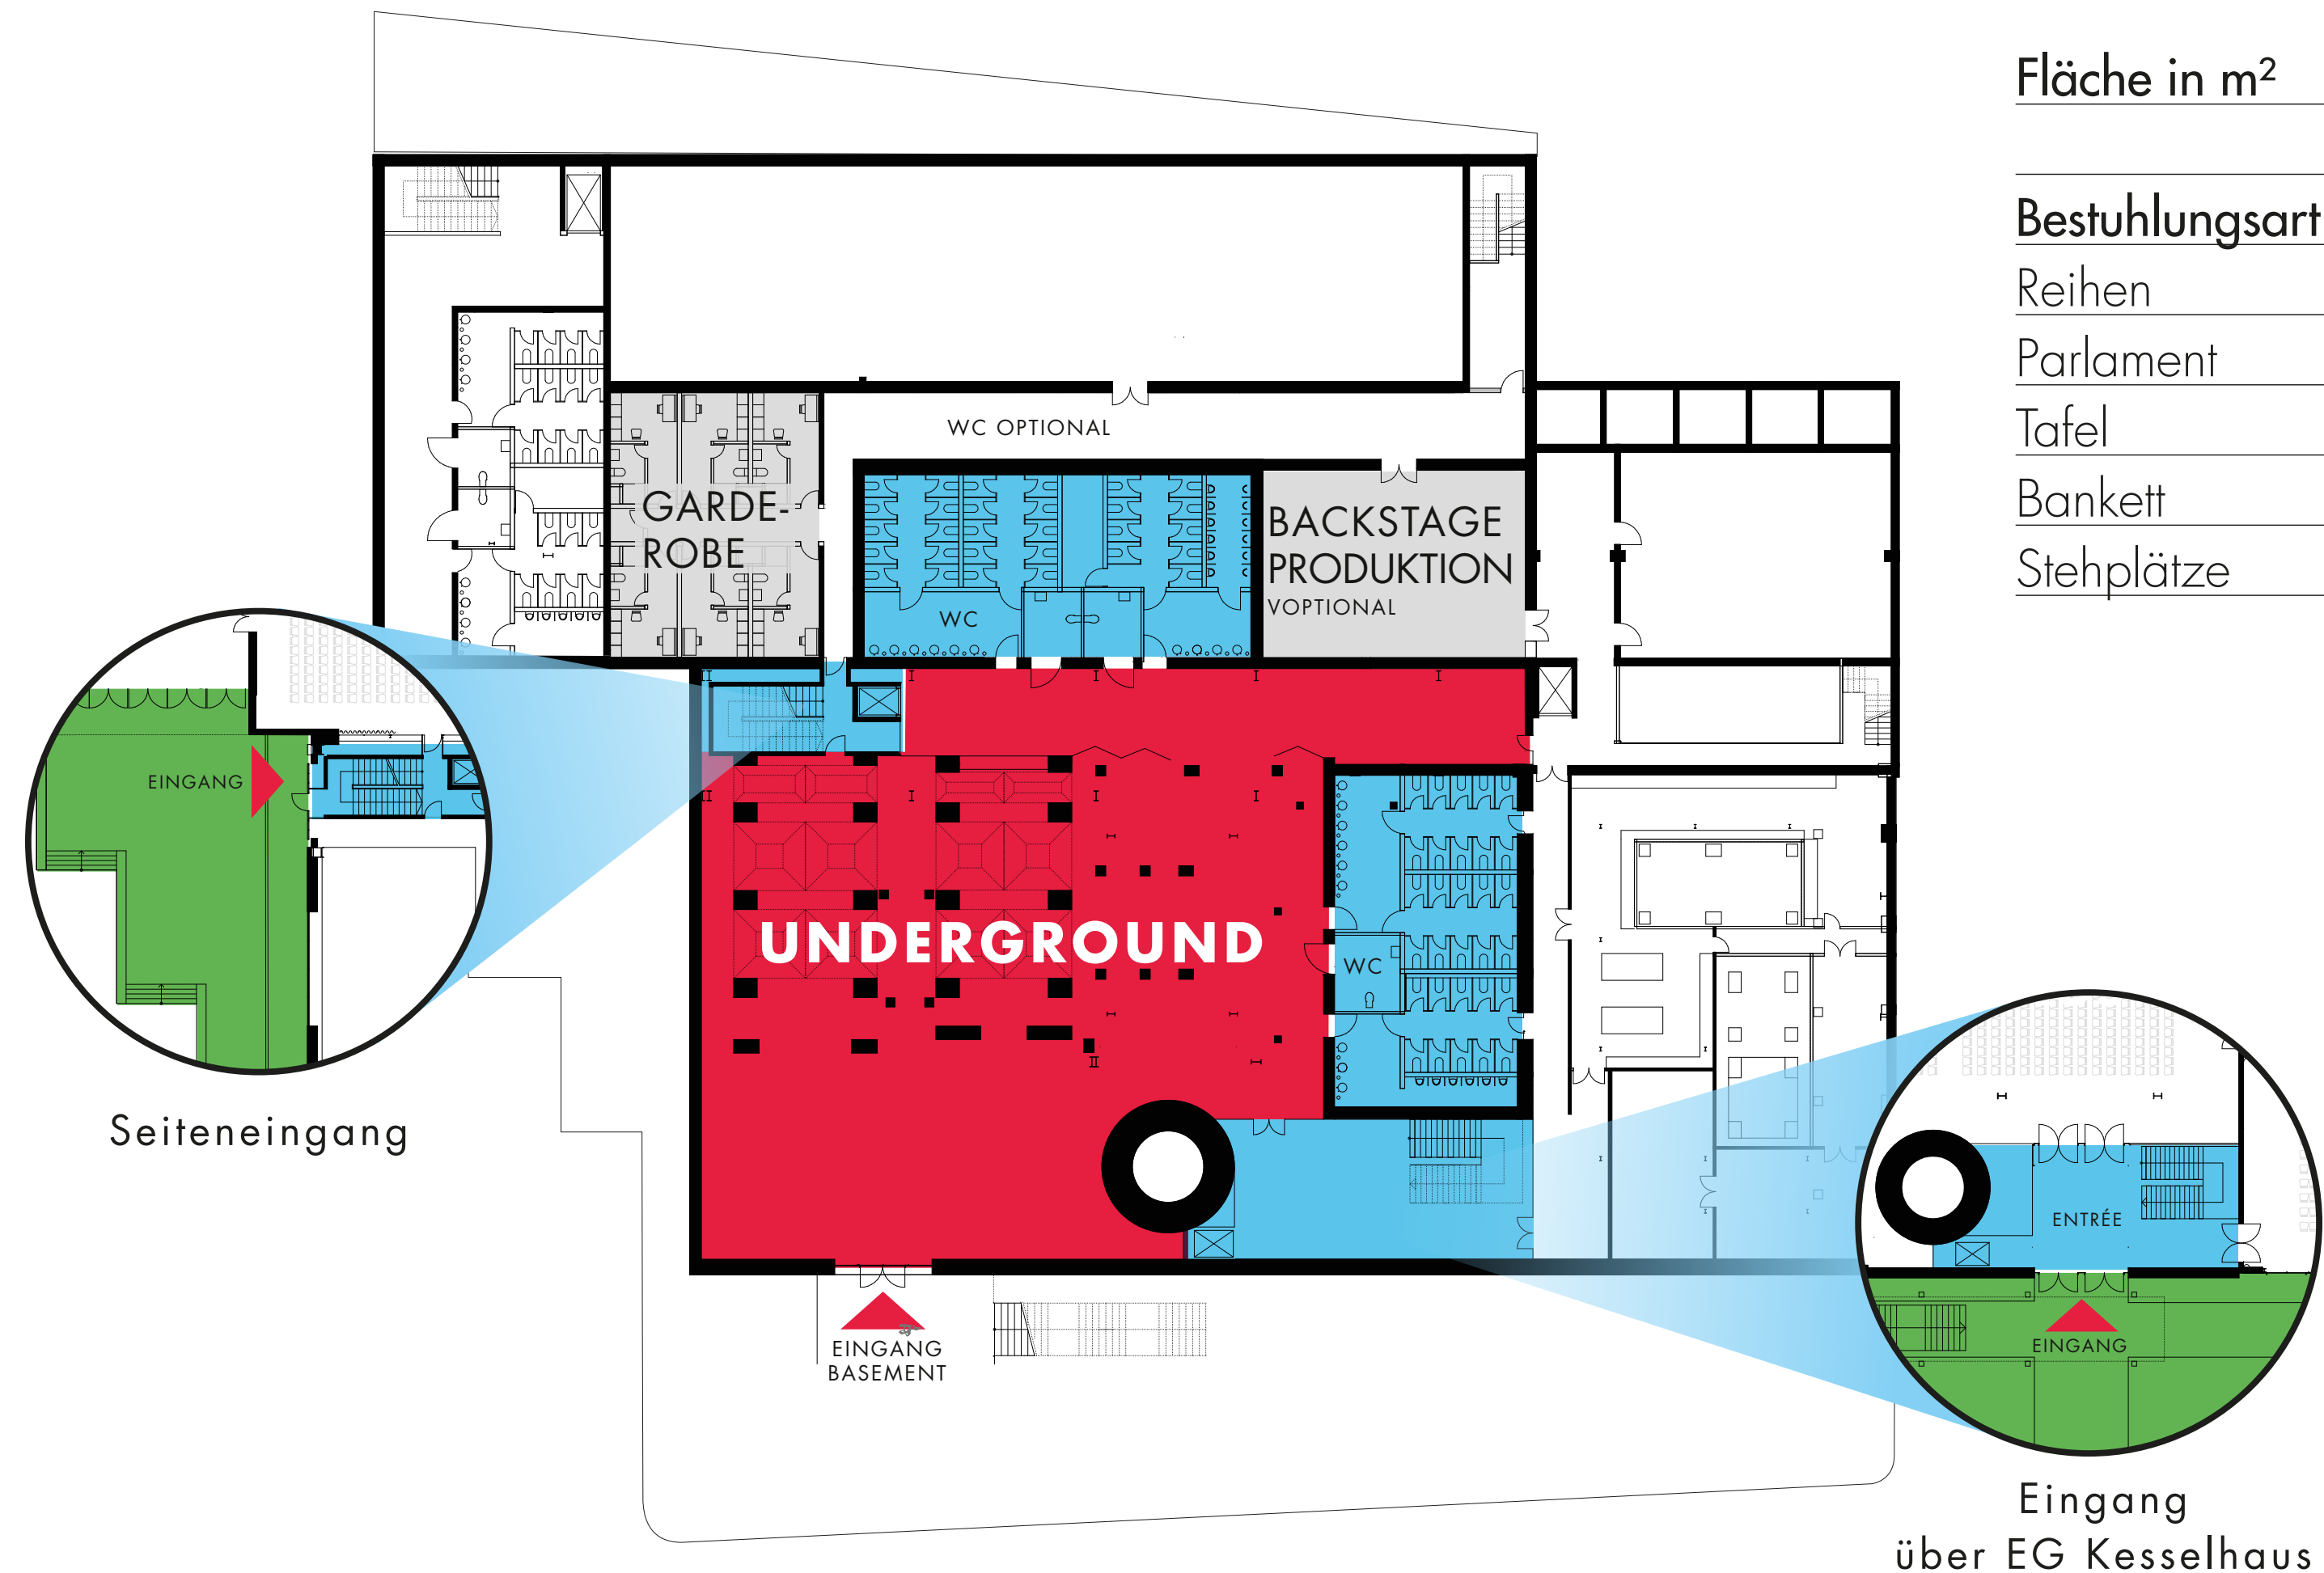 Fläche in m²
Bestuhlungsart
Reihen
Parlament
Tafel
Bankett
Stehplätze
WC OPTIONAL
GARDE-
ROBE
WC
BACKSTAGE
PRODUKTION
VOPTIONAL
EINGANG
UNDERGROUND
WC
Seiteneingang
ENTRÉE
EINGANG
EINGANG
BASEMENT
Eingang
über EG Kesselhaus